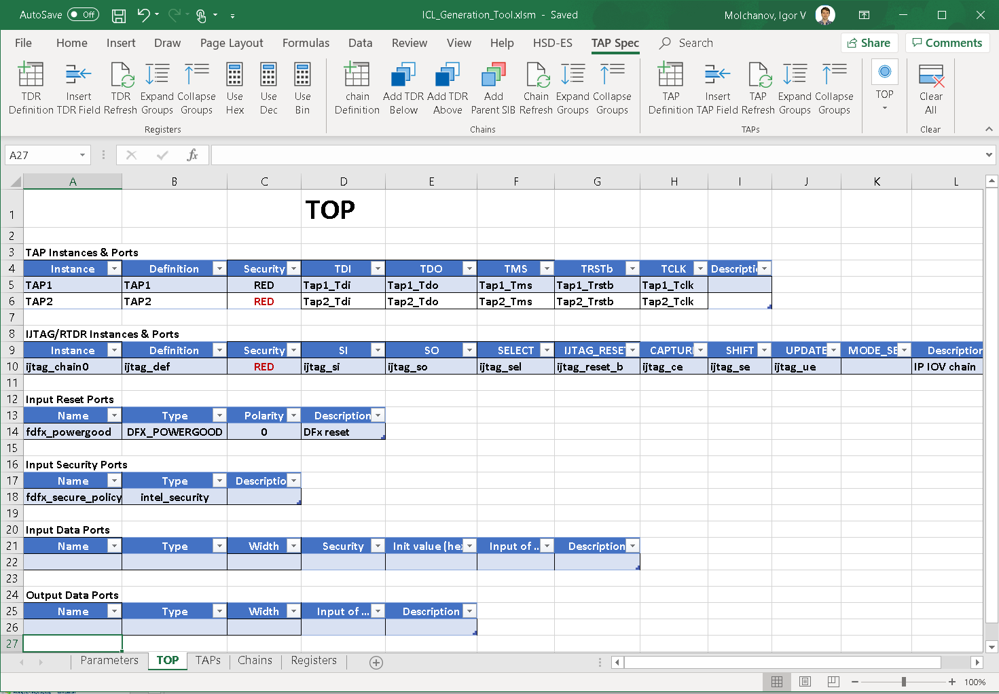 AutoSave Off ICL_Generation_Tool.xlsm - Saved Molchanov, Igor V
File Home Insert Draw Page Layout Formulas Data Review View Help HSD-ES TAP Spec Search Share Comments
TDR Insert TDR Expand Collapse Use Use Use chain Add TDR Add TDR Add Chain Expand Collapse TAP Insert TAP Expand Collapse TOP Clear
Definition TDR Field Refresh Groups Groups Hex Dec Bin Definition Below Above Parent SIB Refresh Groups Groups Definition TAP Field Refresh Groups Groups All
Registers Chains TAPs Clear
A27 fx
A B C D E F G H I J K L
1 TOP
2
3 TAP Instances & Ports
4 Instance Definition Security TDI TDO TMS TRSTb TCLK Descripti
5 TAP1 TAP1 RED Tap1_Tdi Tap1_Tdo Tap1_Tms Tap1_Trstb Tap1_Tclk
6 TAP2 TAP2 RED Tap2_Tdi Tap2_Tdo Tap2_Tms Tap2_Trstb Tap2_Tclk
7
8 IJTAG/RTDR Instances & Ports
9 Instance Definition Security SI SO SELECT IJTAG_RESE CAPTUR SHIFT UPDATE MODE_SE Description
10 ijtag_chain0 ijtag_def RED ijtag_si ijtag_so ijtag_sel ijtag_reset_b ijtag_ce ijtag_se ijtag_ue IP IOV chain
11
12 Input Reset Ports
13 Name Type Polarity Description
14 fdfx_powergood DFX_POWERGOOD 0 DFx reset
15
16 Input Security Ports
17 Name Type Descriptio
18 fdfx_secure_policy intel_security
19
20 Input Data Ports
21 Name Type Width Security Init value (he Input of .. Description
22
23
24 Output Data Ports
25 Name Type Width Input of ... Description
26
27
Parameters TOP TAPs Chains Registers
100%